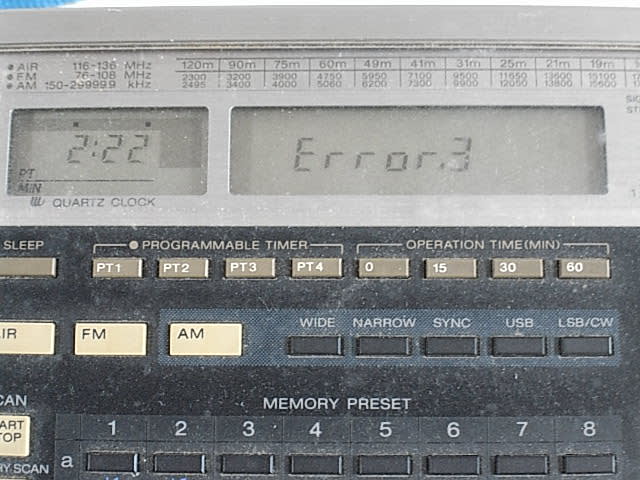 • AIR 116-136 MHz
• FM 76-108 MHz
• AM 150-29999.9 kHz
120m 90m 75m 60m 49m 41m 31m 25m 21m 19m
2300 3200 3900 4750 5950 7100 9500 11650 13600 15100
2495 3400 4000 5060 6200 7300 9900 12050 13800 15600
2:22
PT
MIN
QUARTZ CLOCK
Error.3
SLEEP
• PROGRAMMABLE TIMER
OPERATION TIME(MIN)
PT1 PT2 PT3 PT4 0 15 30 60
FM AM
WIDE NARROW SYNC USB LSB/CW
MEMORY PRESET
1 2 3 4 5 6 7 8
a
SCAN